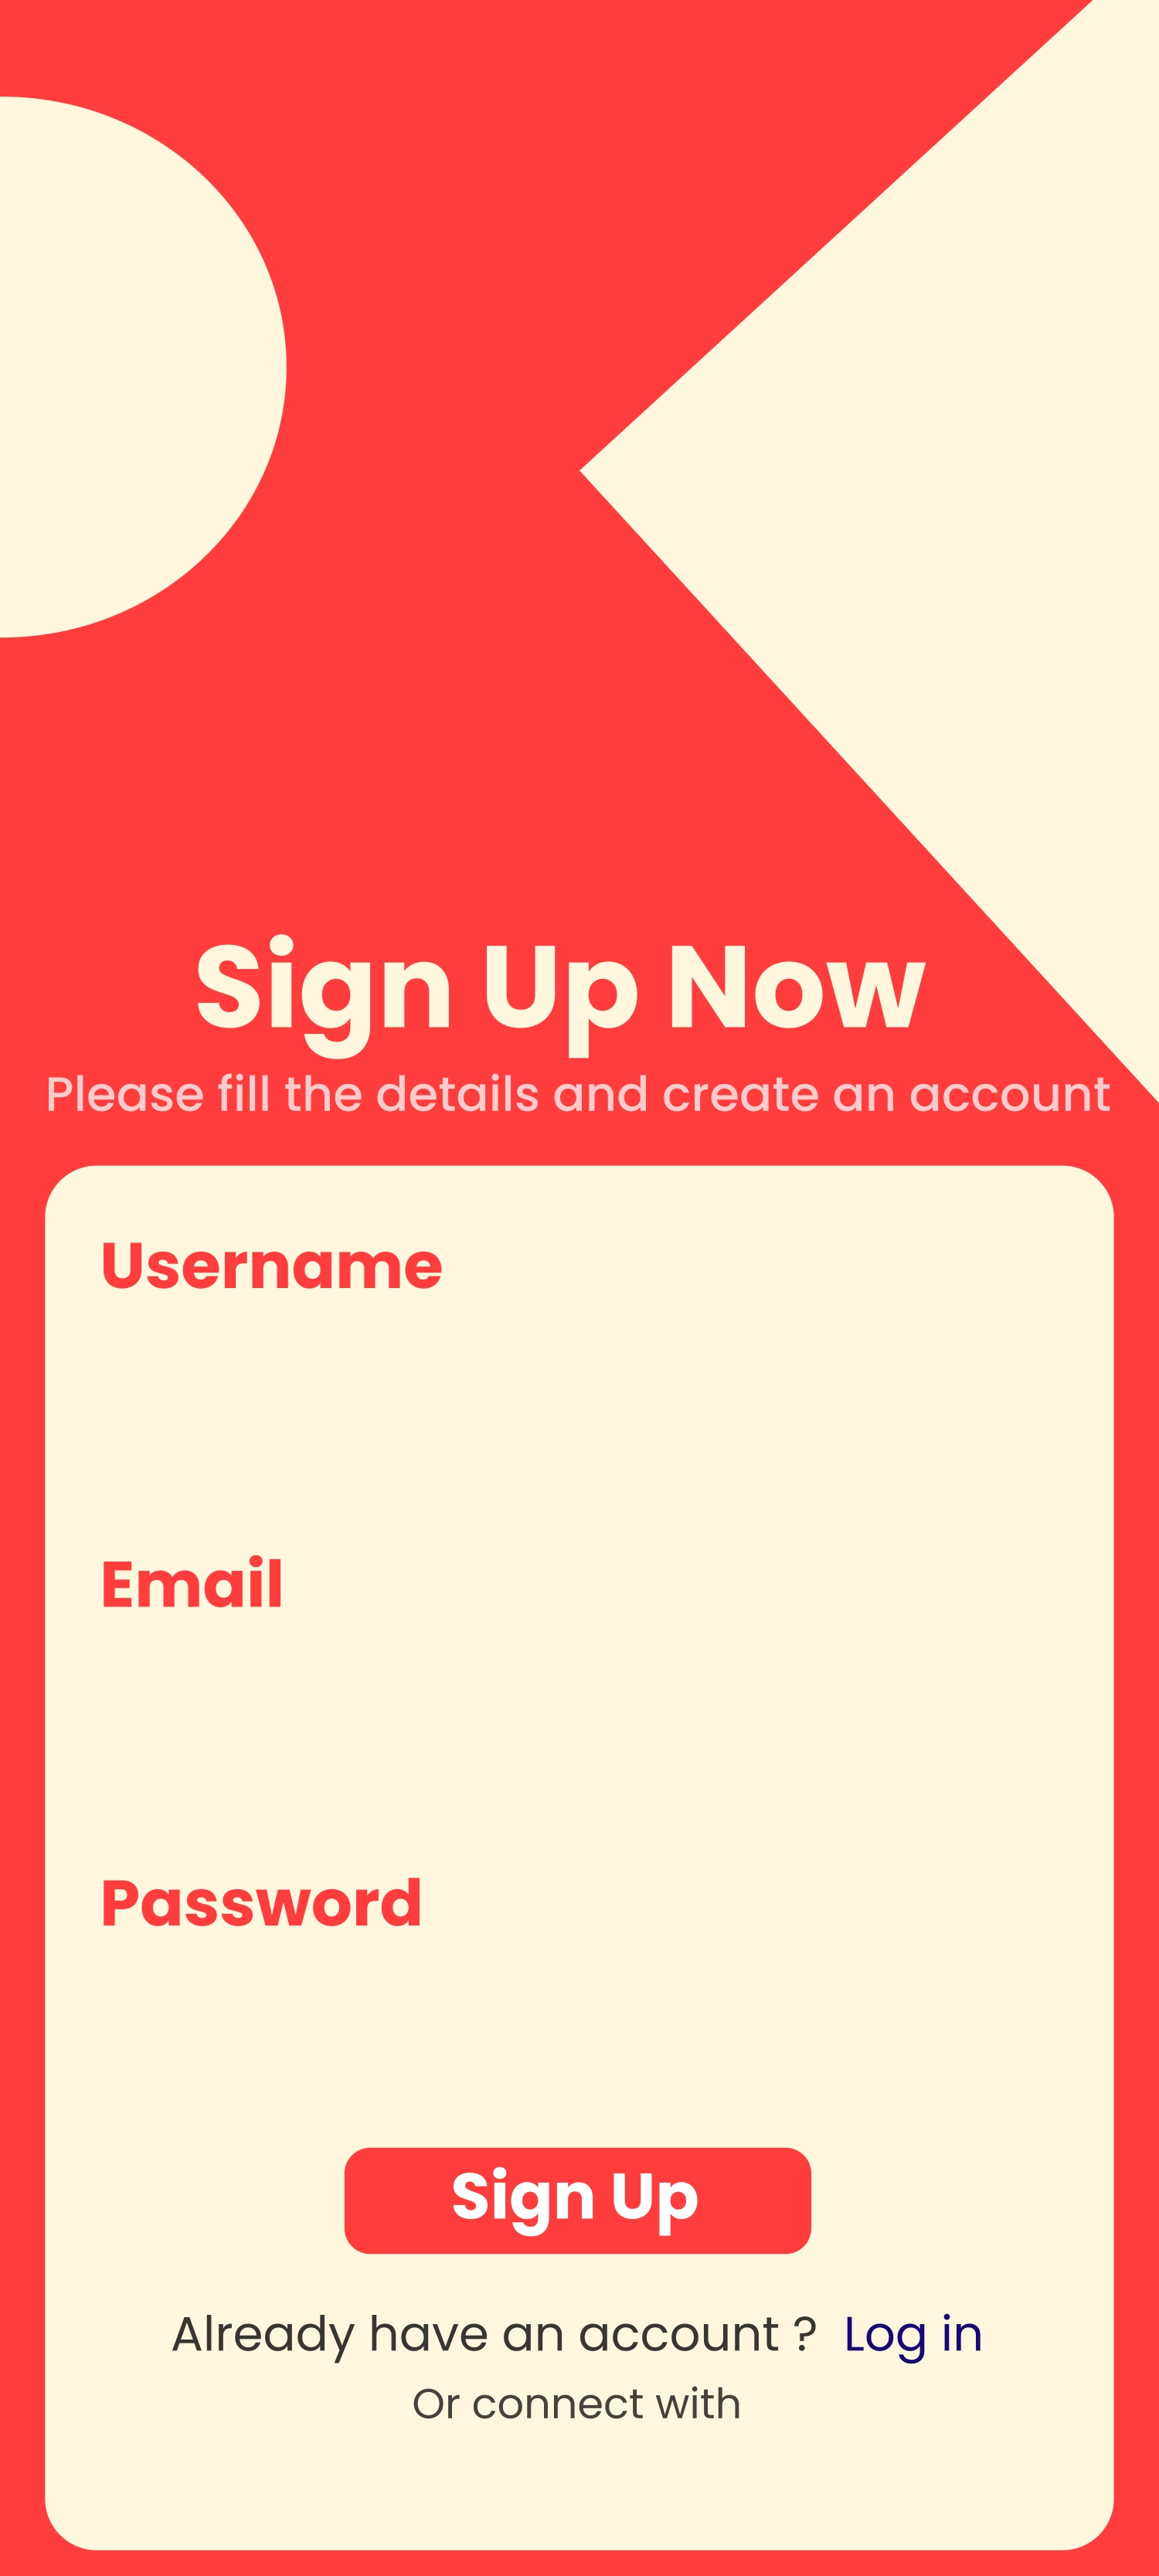 Sign Up Now
Please fill the details and create an account
Username
Email
Password
Sign Up
Already have an account ? Log in
Or connect with